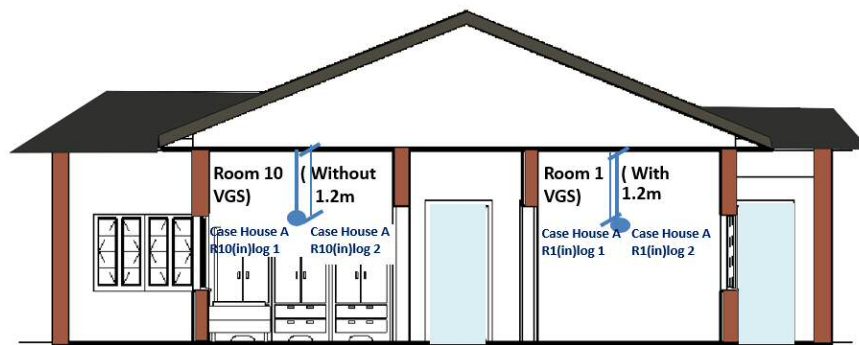 Room 10 ( Without
VGS) 1.2m
Case House A Case House A
R10(in)log 1 R10(in)log 2
Room 1 ( With
VGS) 1.2m
Case House A Case House A
R1(in)log 1 R1(in)log 2